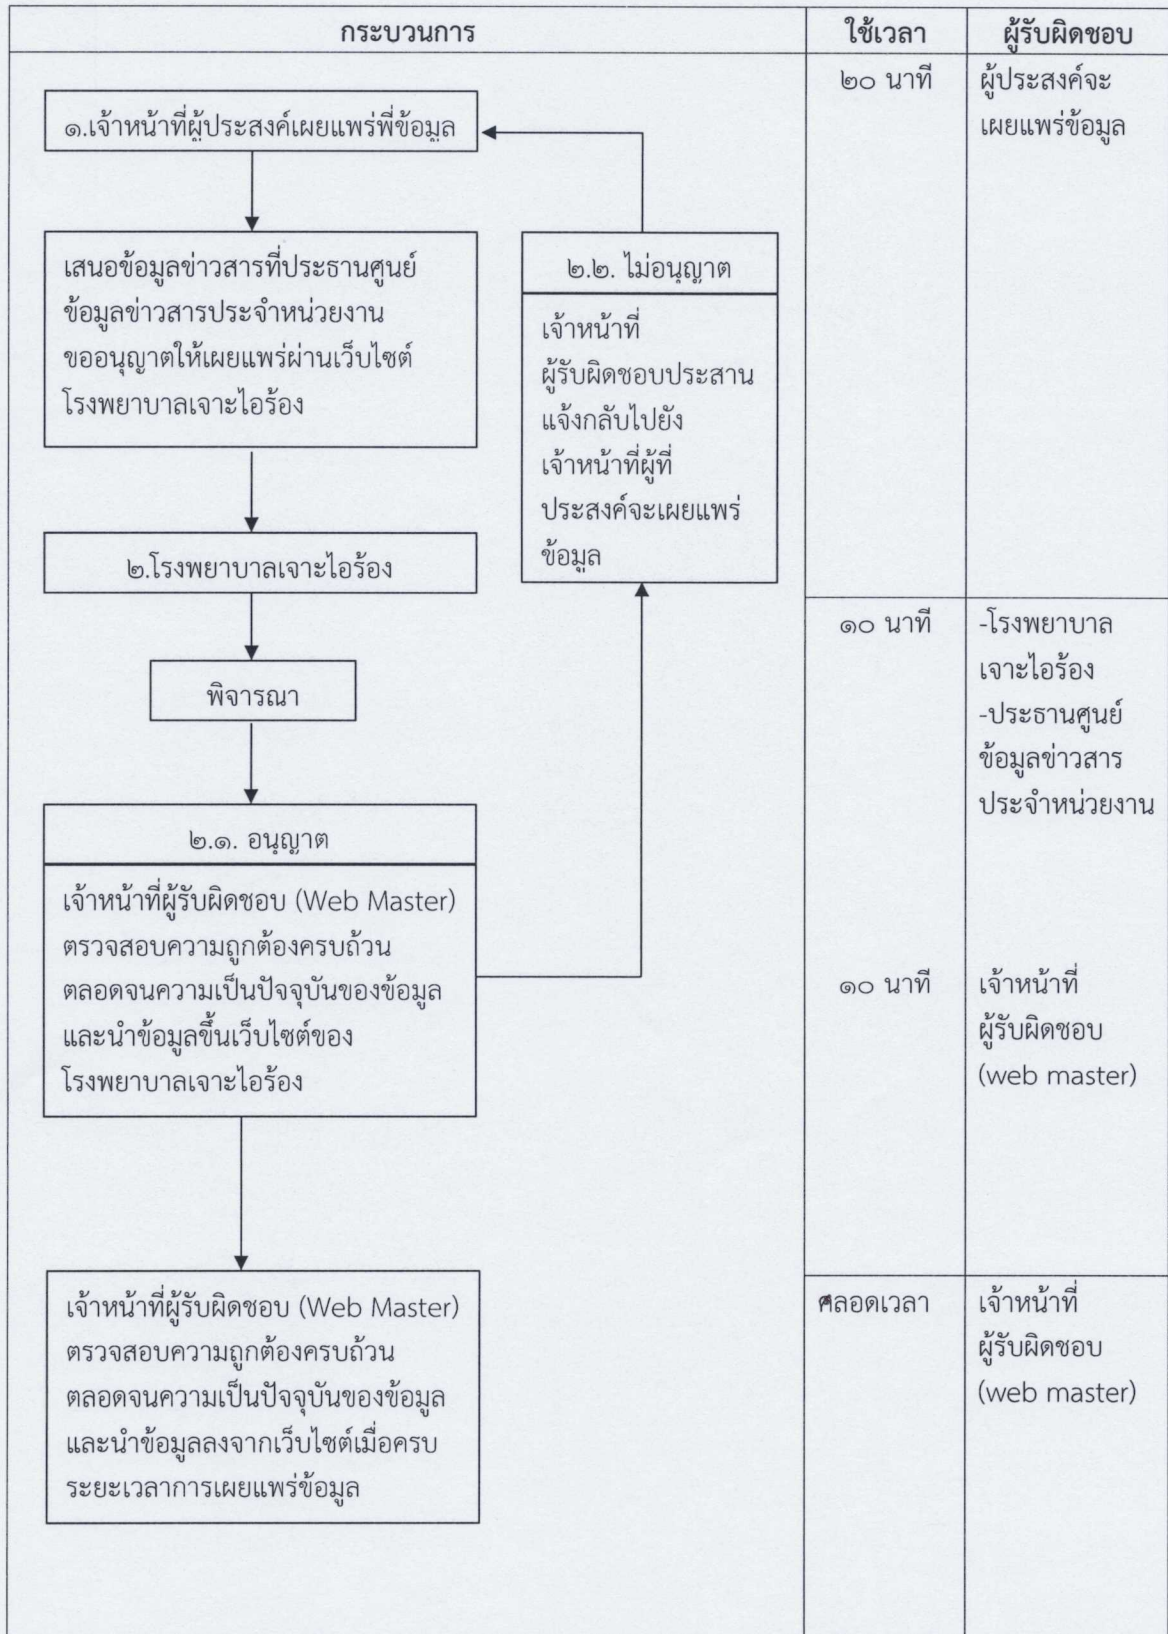 กระบวนการ
ใช้เวลา
ผู้รับผิดชอบ
๑.เจ้าหน้าที่ผู้ประสงค์เผยแพร่พี่ข้อมูล
เสนอข้อมูลข่าวสารที่ประธานศูนย์
ข้อมูลข่าวสารประจำหน่วยงาน
ขออนุญาตให้เผยแพร่ผ่านเว็บไซต์
โรงพยาบาลเจาะไอร้อง
๒.๒. ไม่อนุญาต
เจ้าหน้าที่
ผู้รับผิดชอบประสาน
แจ้งกลับไปยัง
เจ้าหน้าที่ผู้ที่
ประสงค์จะเผยแพร่
ข้อมูล
๒๐ นาที
ผู้ประสงค์จะ
เผยแพร่ข้อมูล
๒.โรงพยาบาลเจาะไอร้อง
พิจารณา
๒.๑. อนุญาต
เจ้าหน้าที่ผู้รับผิดชอบ (Web Master)
ตรวจสอบความถูกต้องครบถ้วน
ตลอดจนความเป็นปัจจุบันของข้อมูล
และนำข้อมูลขึ้นเว็บไซต์ของ
โรงพยาบาลเจาะไอร้อง
๑๐ นาที
-โรงพยาบาล
เจาะไอร้อง
-ประธานศูนย์
ข้อมูลข่าวสาร
ประจำหน่วยงาน
๑๐ นาที
เจ้าหน้าที่
ผู้รับผิดชอบ
(web master)
เจ้าหน้าที่ผู้รับผิดชอบ (Web Master)
ตรวจสอบความถูกต้องครบถ้วน
ตลอดจนความเป็นปัจจุบันของข้อมูล
และนำข้อมูลลงจากเว็บไซต์เมื่อครบ
ระยะเวลาการเผยแพร่ข้อมูล
ตลอดเวลา
เจ้าหน้าที่
ผู้รับผิดชอบ
(web master)